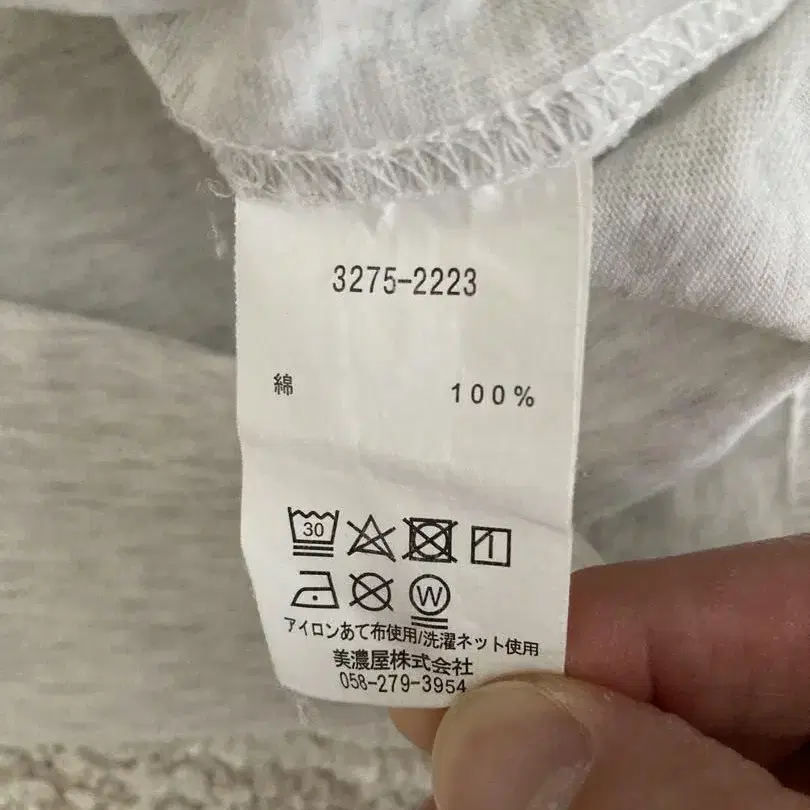 3275-2223
綿 100%
30
W
アイロンあて布使用/洗濯ネット使用
美濃屋株式会社
058-279-3954